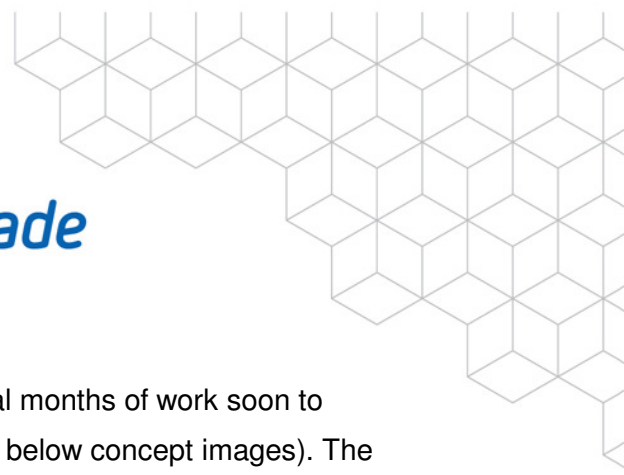 ade
al months of work soon to
below concept images). The